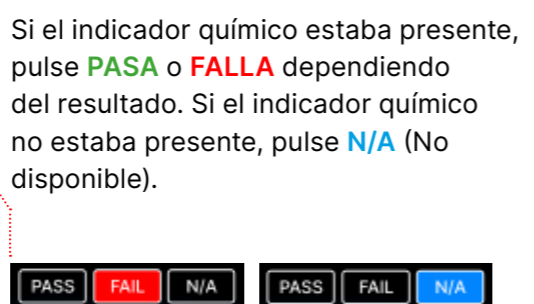 Si el indicador químico estaba presente,
pulse PASA o FALLA dependiendo
del resultado. Si el indicador químico
no estaba presente, pulse N/A (No
disponible).
PASS FAIL N/A PASS FAIL N/A